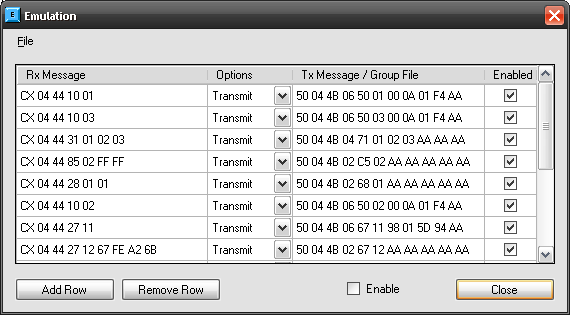 E Emulation
File
Rx Message Options Tx Message / Group File Enabled
CX 04 44 10 01 Transmit 50 04 4B 06 50 01 00 0A 01 F4 AA
CX 04 44 10 03 Transmit 50 04 4B 06 50 03 00 0A 01 F4 AA
CX 04 44 31 01 02 03 Transmit 50 04 4B 04 71 01 02 03 AA AA AA
CX 04 44 85 02 FF FF Transmit 50 04 4B 02 C5 02 AA AA AA AA AA
CX 04 44 28 01 01 Transmit 50 04 4B 02 68 01 AA AA AA AA AA
CX 04 44 10 02 Transmit 50 04 4B 06 50 02 00 0A 01 F4 AA
CX 04 44 27 11 Transmit 50 04 4B 06 67 11 98 01 5D 94 AA
CX 04 44 27 12 67 FE A2 6B Transmit 50 04 4B 02 67 12 AA AA AA AA AA
Add Row Remove Row Enable Close